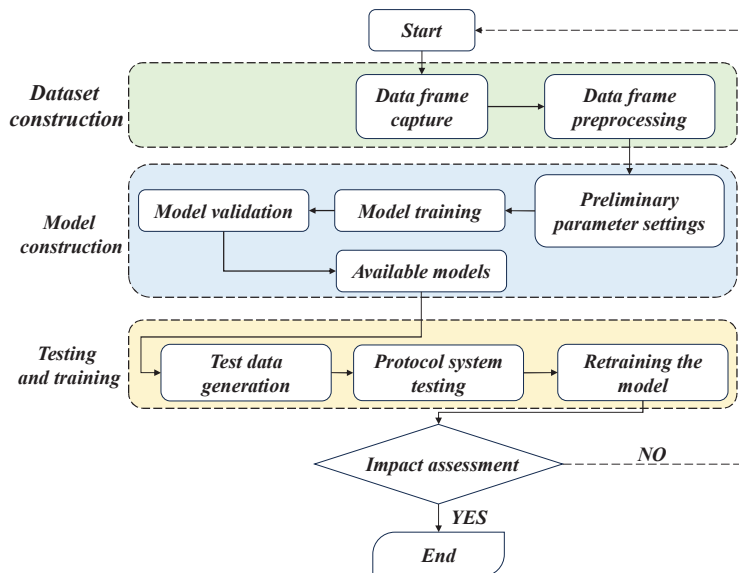 Start
Dataset
construction
Data frame
capture
Data frame
preprocessing
Model
construction
Model validation
Model training
Preliminary
parameter settings
Available models
Testing
and training
Test data
generation
Protocol system
testing
Retraining the
model
Impact assessment
NO
YES
End